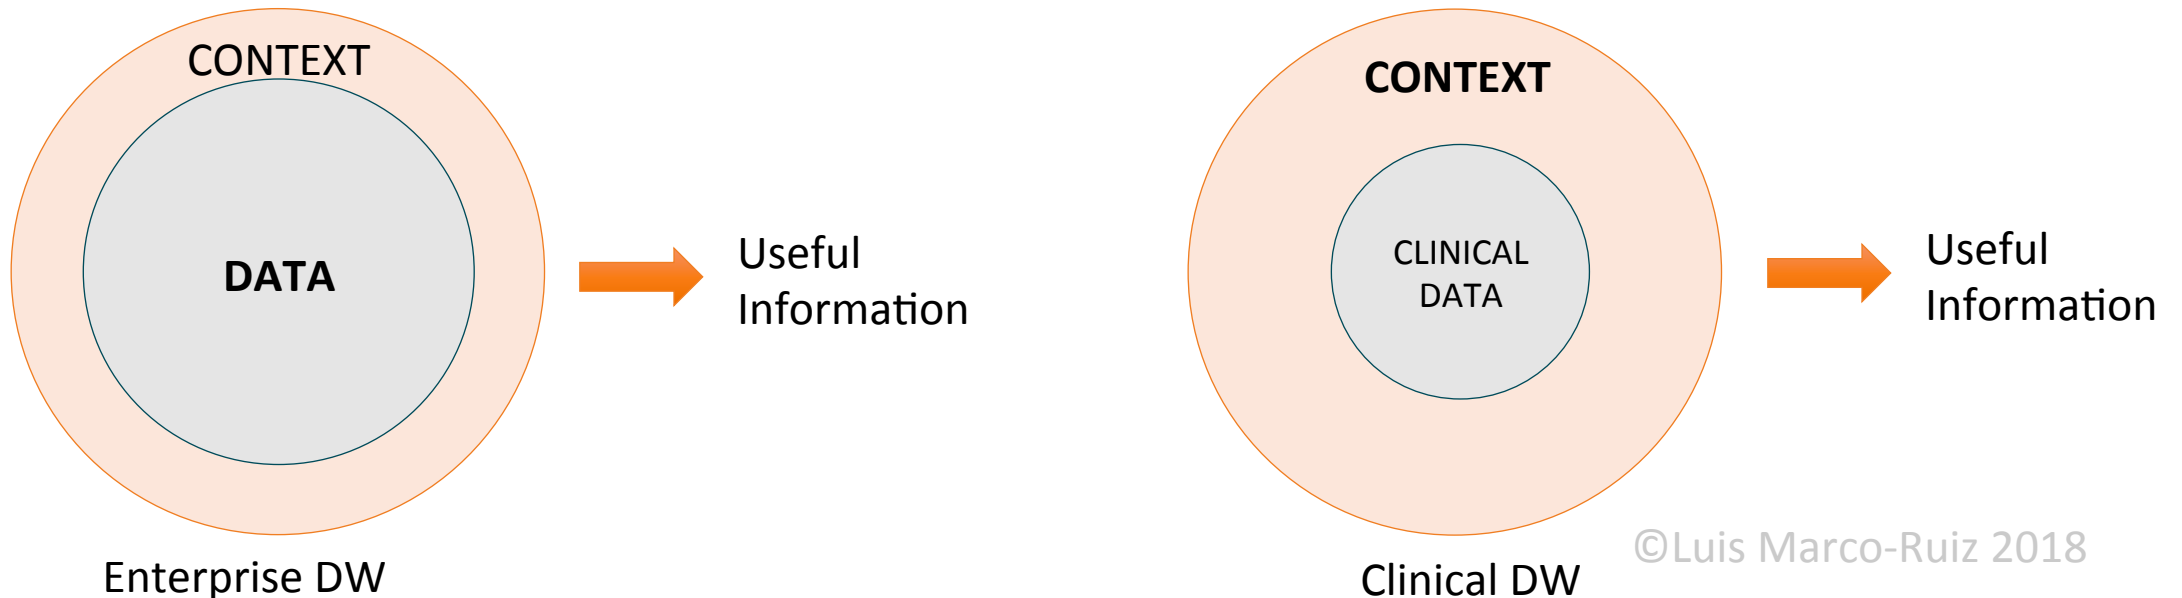 CONTEXT
DATA
Useful
Information
Enterprise DW
CONTEXT
CLINICAL
DATA
Useful
Information
©Luis Marco-Ruiz 2018
Clinical DW